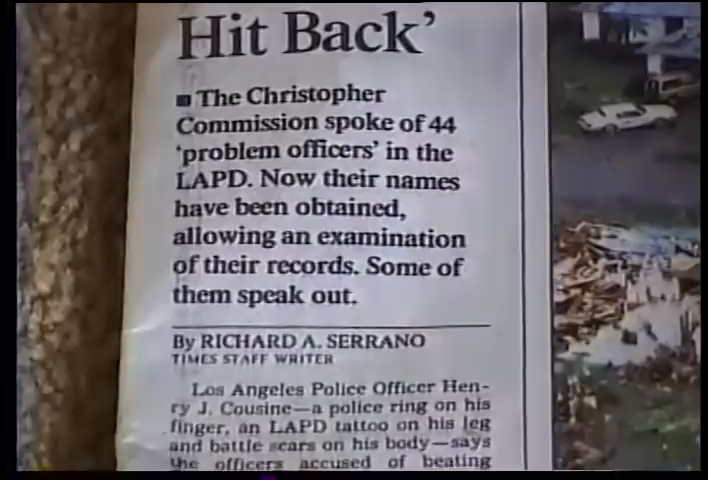 Hit Back’
■ The Christopher
Commission spoke of 44
‘problem officers’ in the
LAPD. Now their names
have been obtained,
allowing an examination
of their records. Some of
them speak out.
By RICHARD A. SERRANO
TIMES STAFF WRITER
Los Angeles Police Officer Hen-
ry J. Cousine—a police ring on his
finger, an LAPD tattoo on his leg
and battle scars on his body—says
the officers accused of beating